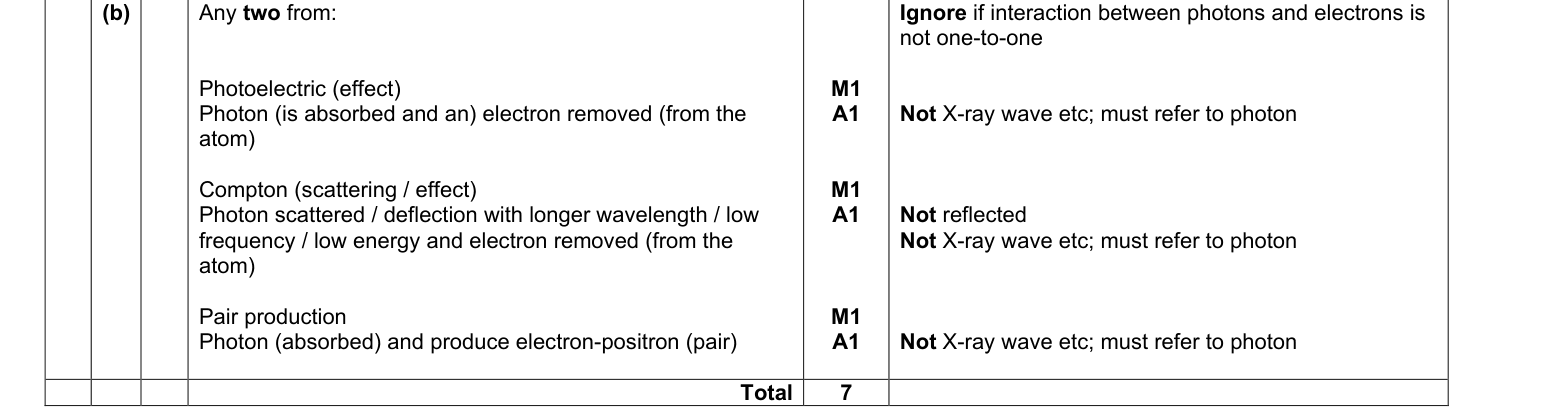 (b) Any two from: Ignore if interaction between photons and electrons is
not one-to-one
Photoelectric (effect) M1
Photon (is absorbed and an) electron removed (from the A1 Not X-ray wave etc; must refer to photon
atom)
Compton (scattering / effect) M1
Photon scattered / deflection with longer wavelength / low A1 Not reflected
frequency / low energy and electron removed (from the Not X-ray wave etc; must refer to photon
atom)
Pair production M1
Photon (absorbed) and produce electron-positron (pair) A1 Not X-ray wave etc; must refer to photon
Total 7